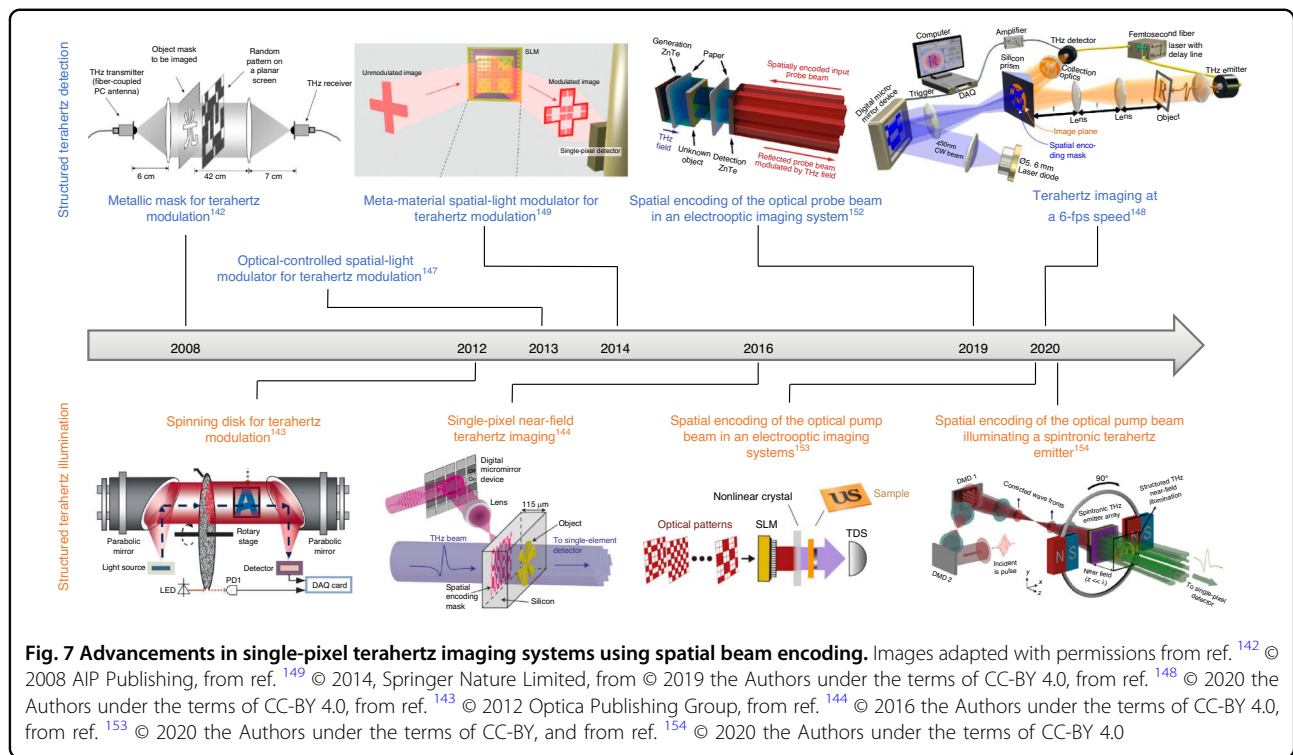 Structured terahertz detection
Object mask
to be imaged
Random
pattern on
a planar
screen
THz transmitter
(fiber-coupled
PC antenna)
THz receiver
6 cm
42 cm
7 cm
Metallic mask for terahertz
modulation142
SLM
Unmodulated image
Modulated
image
Single-pixel detector
Meta-material spatial-light modulator for
terahertz modulation149
Generation
ZnTe
Paper
Spatially encoded input
probe beam
THz
field
Unknown
object
Detection
ZnTe
Reflected probe beam
modulated by THz field
Spatial encoding of the optical probe beam
in an electrooptic imaging system152
Computer
Amplifier
THz detector
Femtosecond fiber
laser with
delay line
Silicon
prism
Collection
optics
THz emitter
R
DAQ
Trigger
Digital micro-
mirror device
Lens
Lens
Object
Image plane
Spatial enco-
ding mask
450nm
CW beam
Ø5. 6 mm
Laser diode
Terahertz imaging at
a 6-fps speed148
Optical-controlled spatial-light
modulator for terahertz modulation147
2008
2012
2013
2014
2016
2019
2020
Structured terahertz illumination
Spinning disk for terahertz
modulation143
A
Parabolic
mirror
Rotary
stage
Parabolic
mirror
Light source
Detector
LED
PD1
DAQ card
Single-pixel near-field
terahertz imaging144
Digital
micromirror
device
On
Lens
115 µm
Object
THz beam
To single-element
detector
Spatial
encoding
mask
Silicon
Spatial encoding of the optical pump
beam in an electrooptic imaging
systems153
Nonlinear crystal
US
Sample
Optical patterns
SLM
TDS
Spatial encoding of the optical pump beam
illuminating a spintronic terahertz
emitter154
DMD 1
Corrected wave fronts
90°
Structured THz
near-field
illumination
Spintronic THz
emitter array
N S
N S
DMD 2
Incident
is pulse
y
x
z
Near field
(z << λ)
To single-pixel
detector
Fig. 7 Advancements in single-pixel terahertz imaging systems using spatial beam encoding. Images adapted with permissions from ref. 142 ©
2008 AIP Publishing, from ref. 149 © 2014, Springer Nature Limited, from © 2019 the Authors under the terms of CC-BY 4.0, from ref. 148 © 2020 the
Authors under the terms of CC-BY 4.0, from ref. 143 © 2012 Optica Publishing Group, from ref. 144 © 2016 the Authors under the terms of CC-BY 4.0,
from ref. 153 © 2020 the Authors under the terms of CC-BY, and from ref. 154 © 2020 the Authors under the terms of CC-BY 4.0